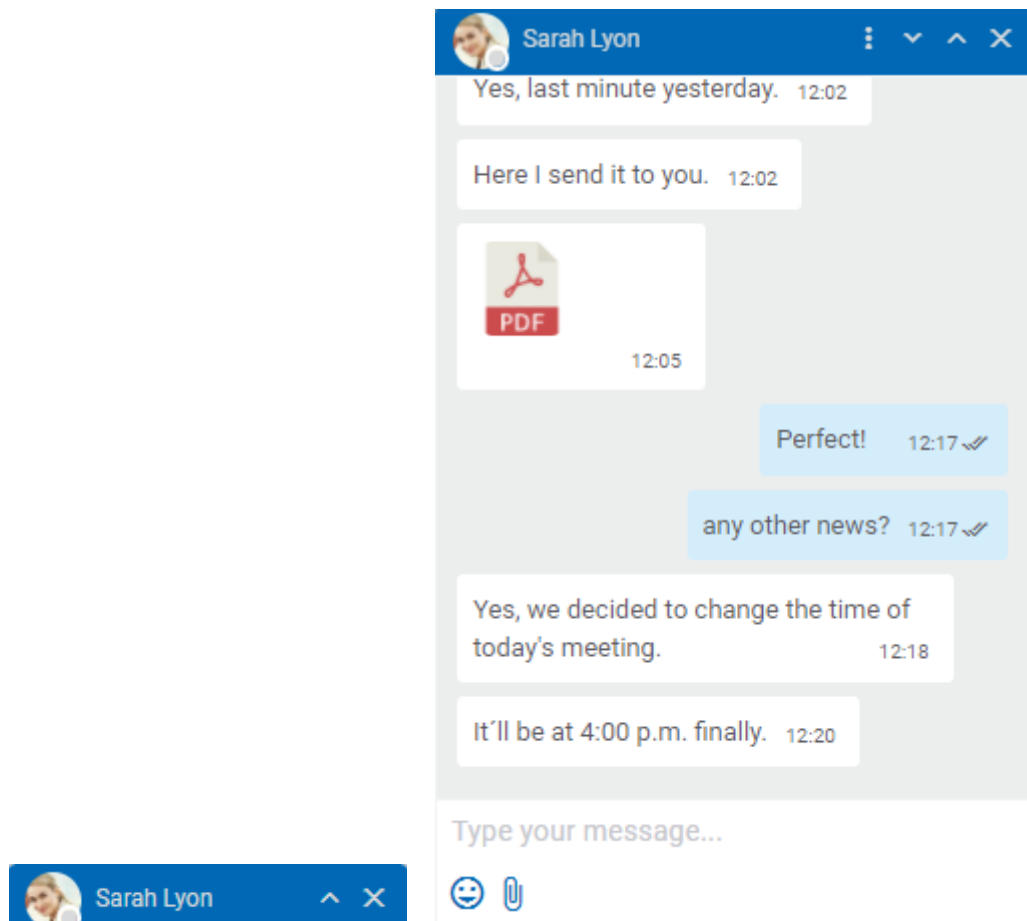 Sarah Lyon
Yes, last minute yesterday. 12:02
Here I send it to you. 12:02
PDF
12:05
Perfect! 12:17
any other news? 12:17
Yes, we decided to change the time of
today's meeting. 12:18
It´ll be at 4:00 p.m. finally. 12:20
Type your message...
Sarah Lyon